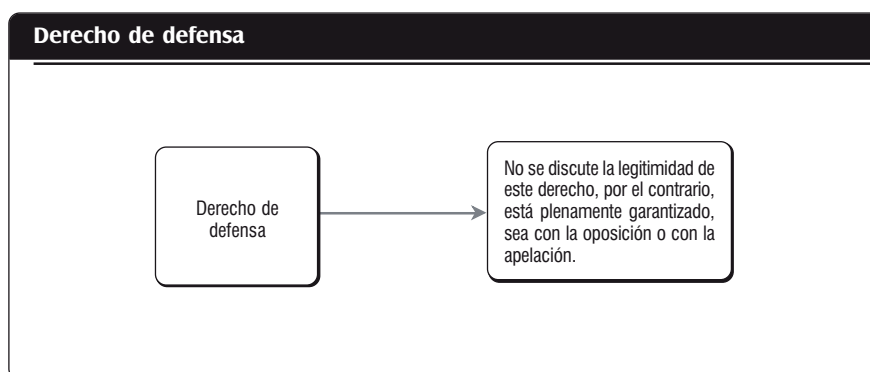 Derecho de defensa
Derecho de
defensa
No se discute la legitimidad de
este derecho, por el contrario,
está plenamente garantizado,
sea con la oposición o con la
apelación.